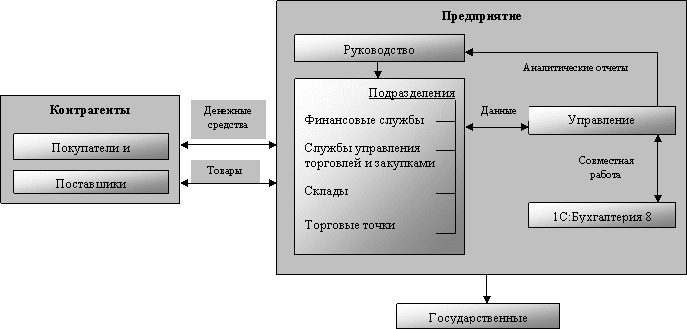 Предприятие
Руководство
Аналитические отчеты
Контрагенты
Покупатели и
Поставшики
Денежные
средства
Товары
Подразделения
Финансовые службы
Службы управления
торговлей и закупками
Склады
Торговые точки
Данные
Управление
Совместная
работа
1С:Бухгалтерия 8
Государственные